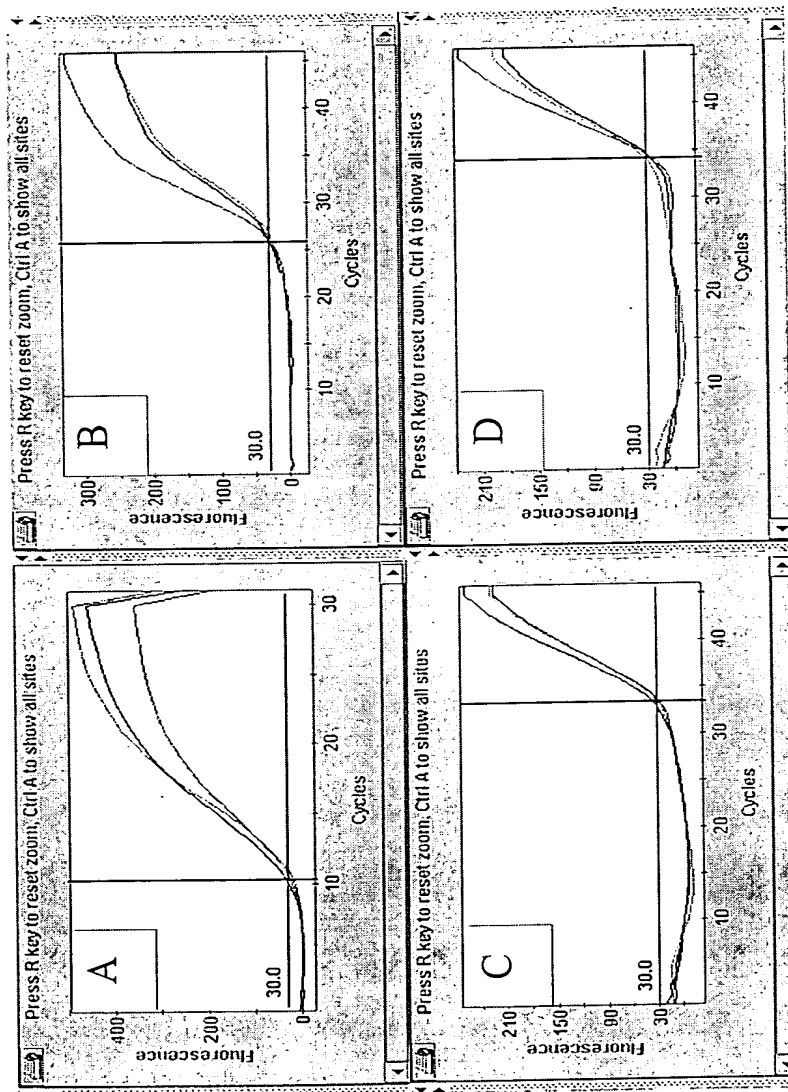 Press R key to reset zoom, Ctrl A to show all sites
A
Fluorescence
400
200
0
30.0
10 20 30
Cycles
Press R key to reset zoom, Ctrl A to show all sites
B
Fluorescence
300
200
100
0
30.0
10 20 30 40
Cycles
Press R key to reset zoom, Ctrl A to show all sites
C
Fluorescence
210
150
90
30
30.0
10 20 30 40
Cycles
Press R key to reset zoom, Ctrl A to show all sites
D
Fluorescence
210
150
90
30
30.0
10 20 30 40
Cycles